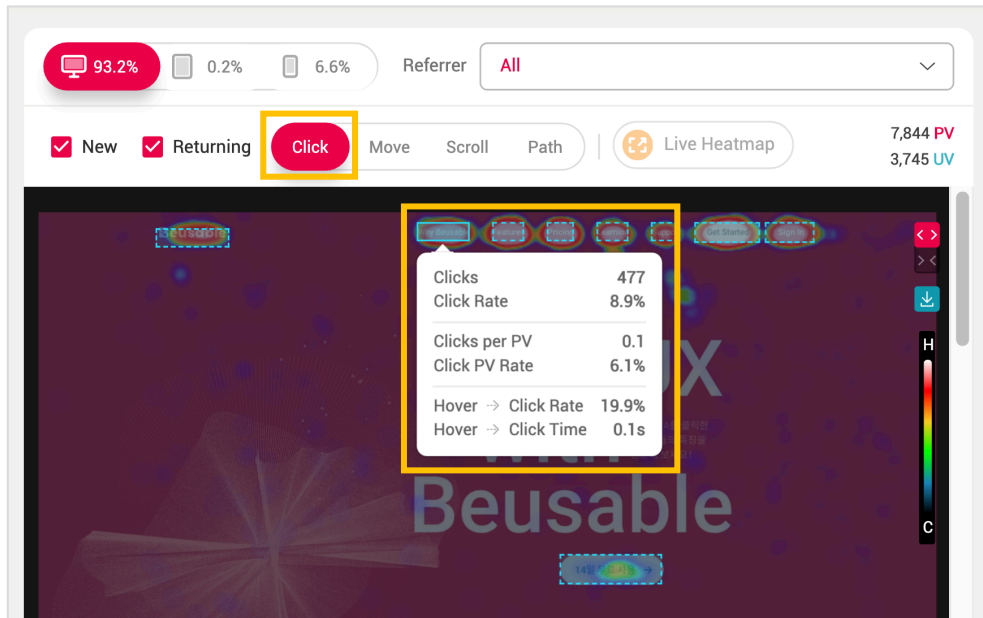 93.2%
0.2%
6.6%
Referrer
All
New
Returning
Click
Move
Scroll
Path
Live Heatmap
7,844 PV
3,745 UV
Beusable
Get Started
Sign In
Clicks 477
Click Rate 8.9%
Clicks per PV 0.1
Click PV Rate 6.1%
Hover → Click Rate 19.9%
Hover → Click Time 0.1s
UX
with
Beusable
H
C